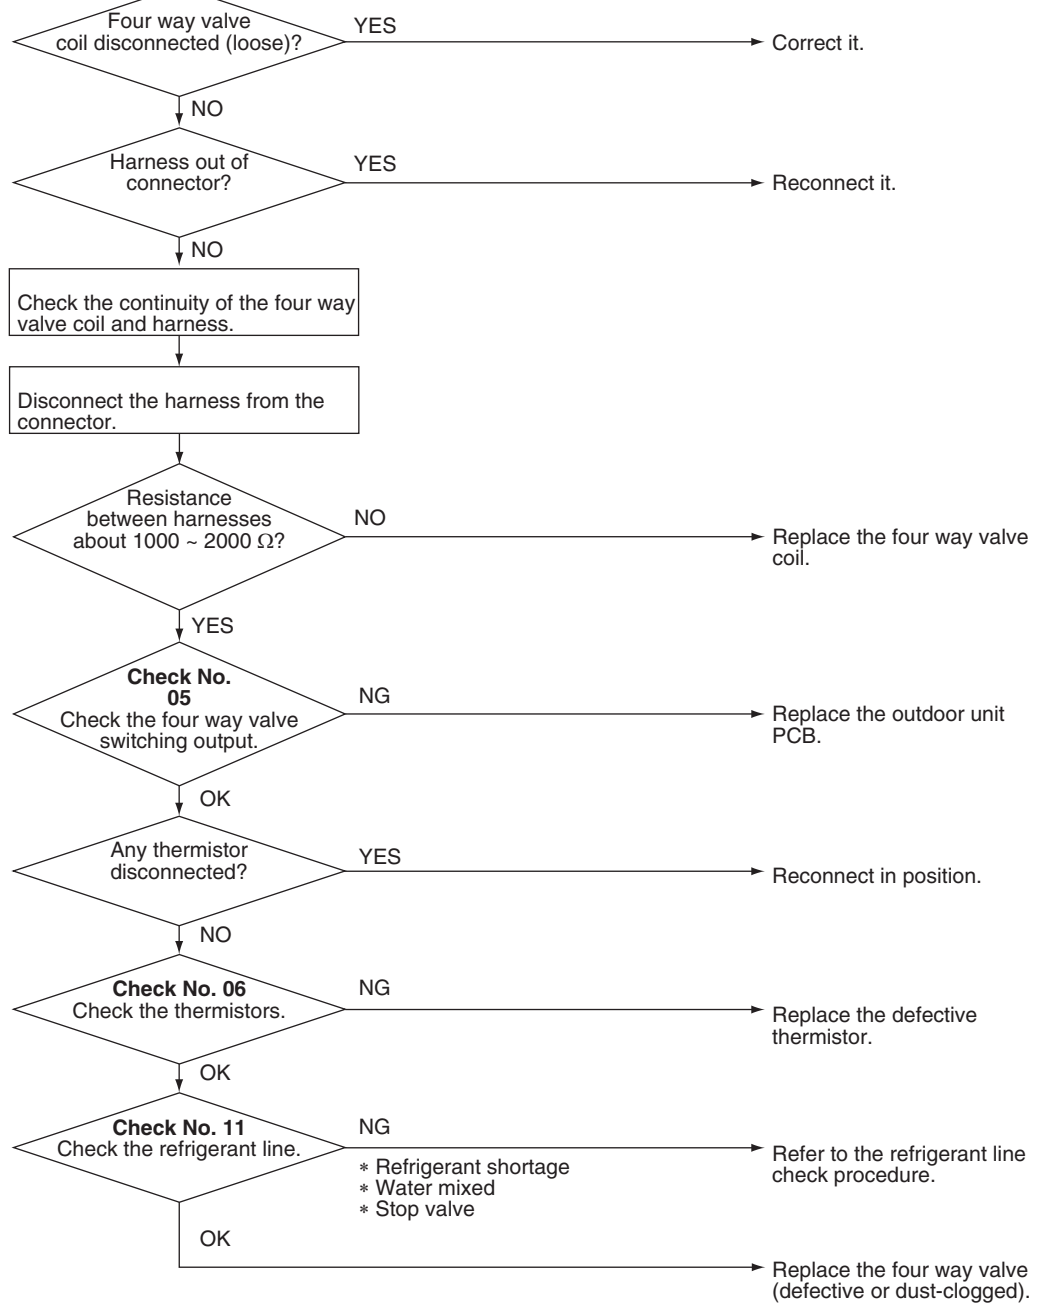 Four way valve
coil disconnected (loose)?
YES
Correct it.
NO
Harness out of
connector?
YES
Reconnect it.
NO
Check the continuity of the four way
valve coil and harness.
Disconnect the harness from the
connector.
Resistance
between harnesses
about 1000 ~ 2000 Ω?
NO
Replace the four way valve
coil.
YES
Check No.
05
Check the four way valve
switching output.
NG
Replace the outdoor unit
PCB.
OK
Any thermistor
disconnected?
YES
Reconnect in position.
NO
Check No. 06
Check the thermistors.
NG
Replace the defective
thermistor.
OK
Check No. 11
Check the refrigerant line.
NG
∗ Refrigerant shortage
∗ Water mixed
∗ Stop valve
Refer to the refrigerant line
check procedure.
OK
Replace the four way valve
(defective or dust-clogged).